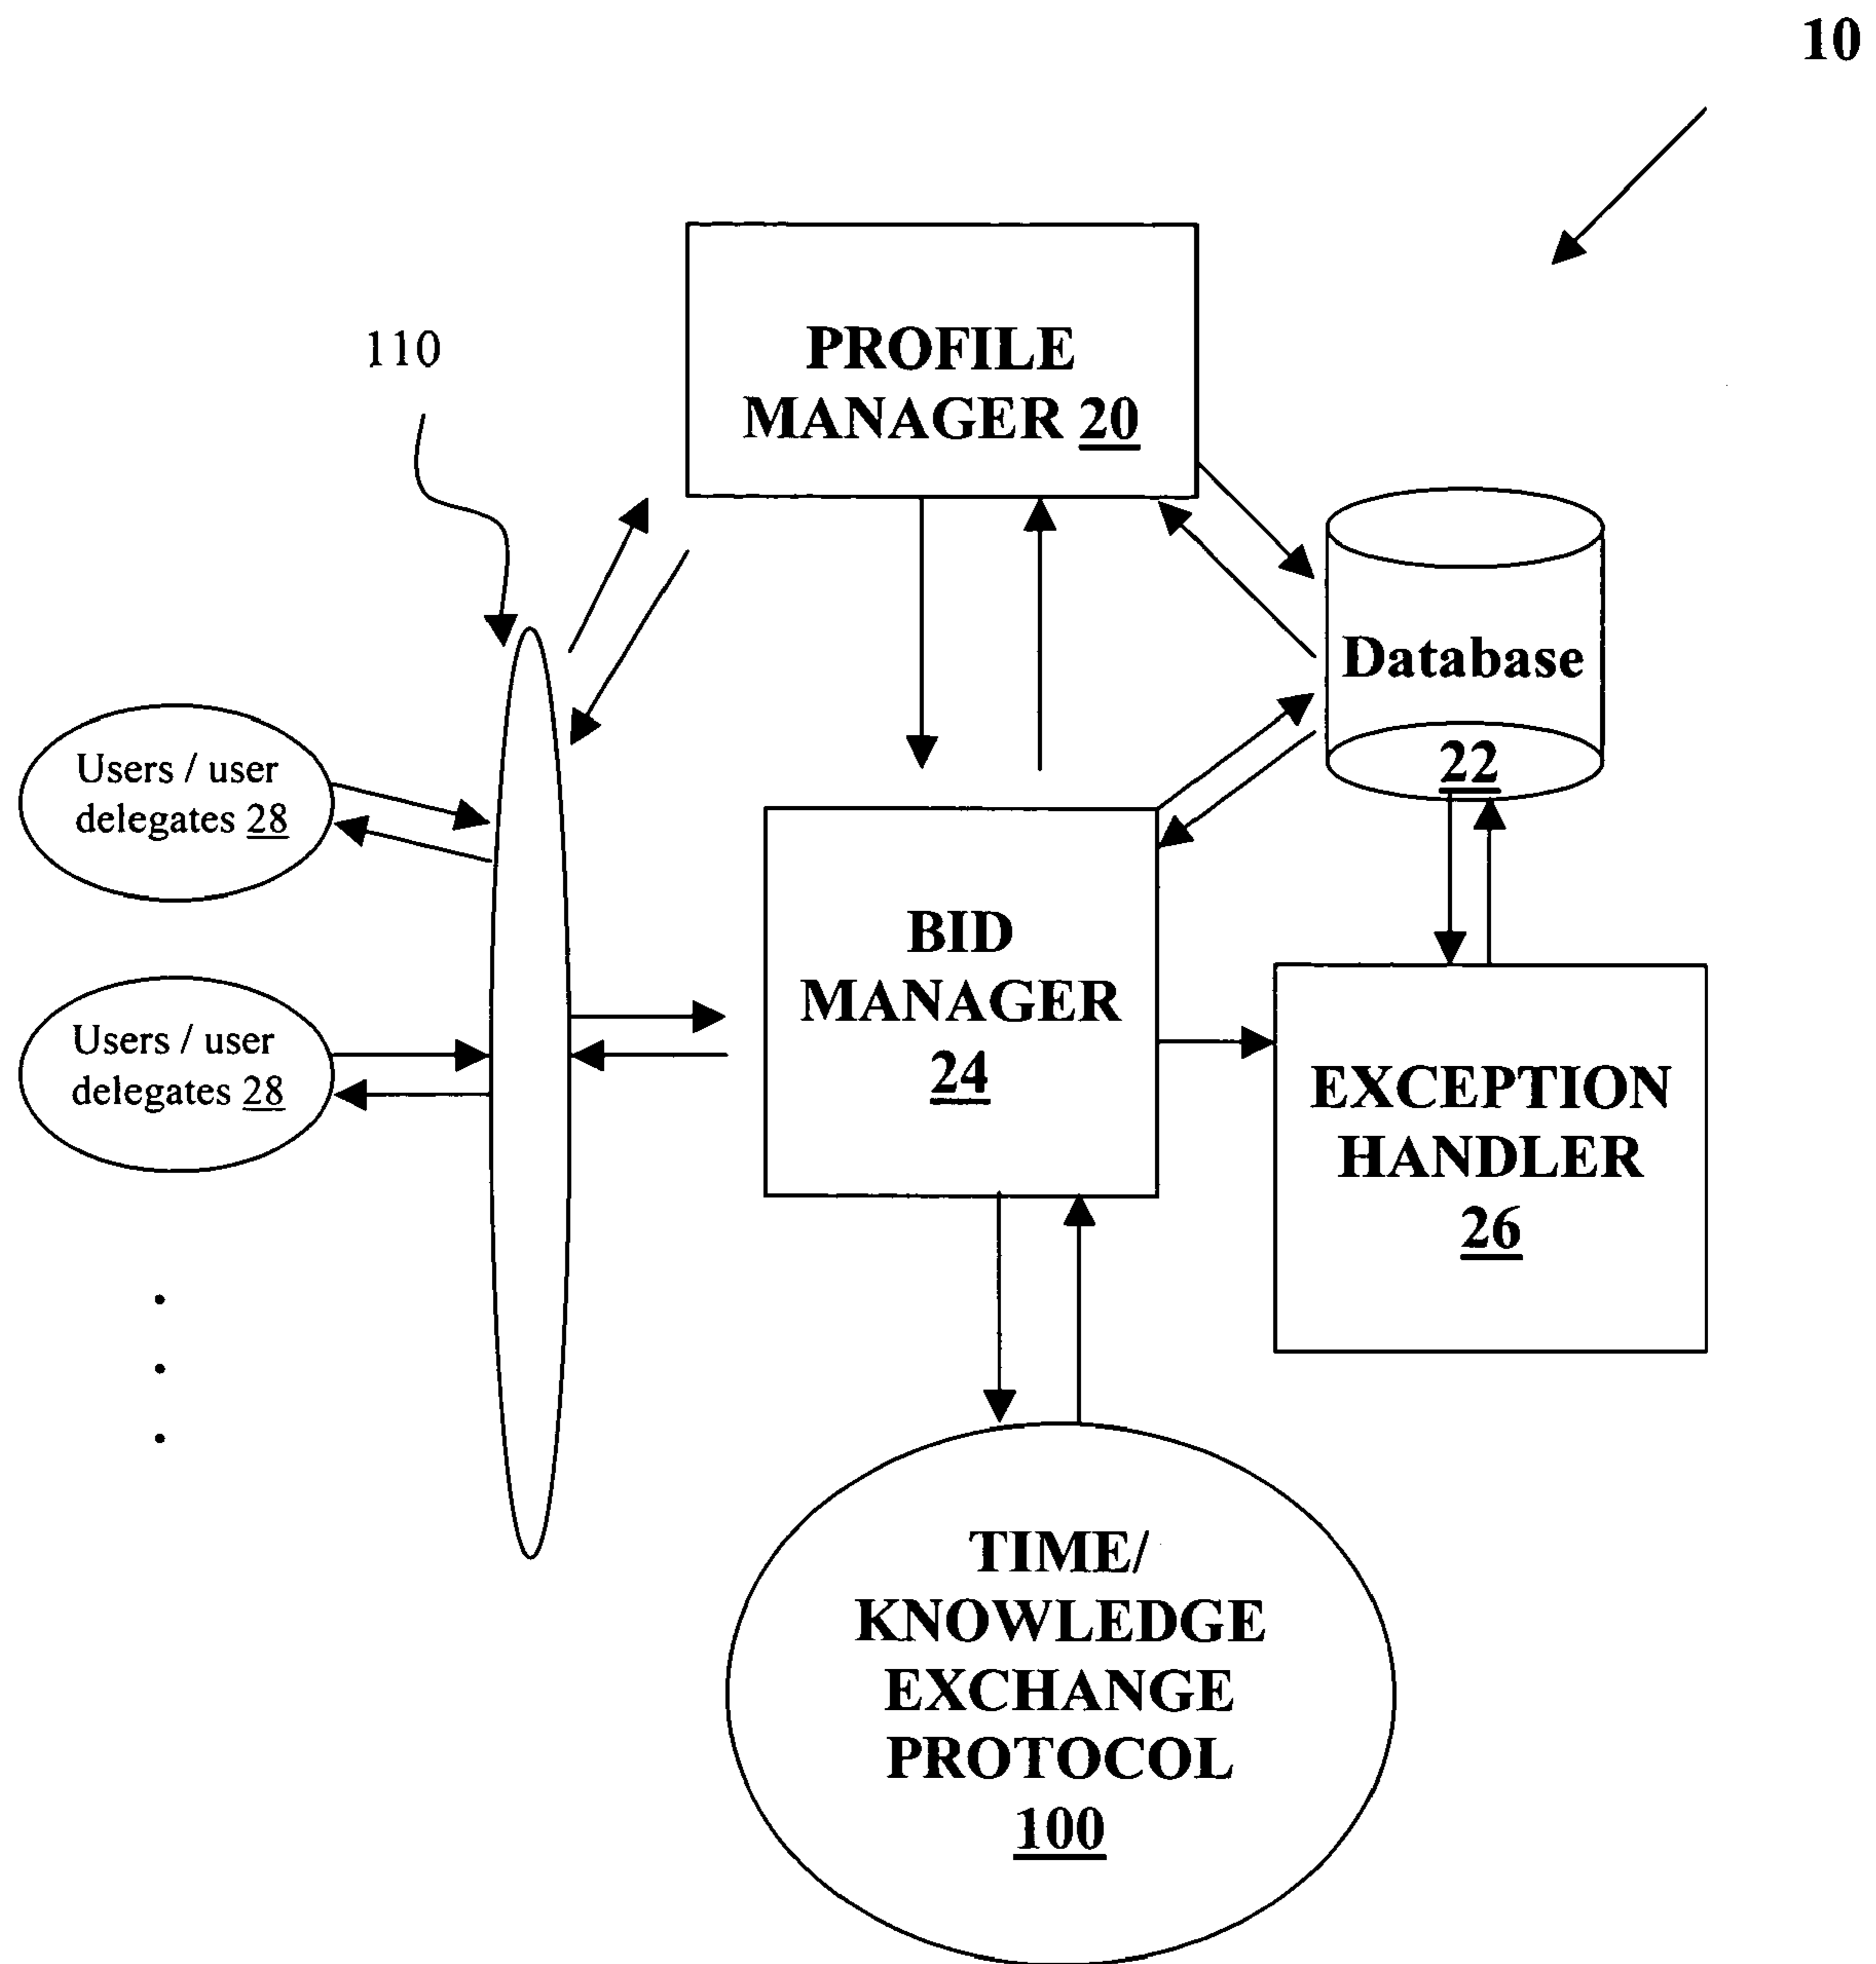 10
PROFILE
MANAGER 20
110
Database
22
Users / user
delegates 28
BID
MANAGER
24
Users / user
delegates 28
EXCEPTION
HANDLER
26
TIME/
KNOWLEDGE
EXCHANGE
PROTOCOL
100